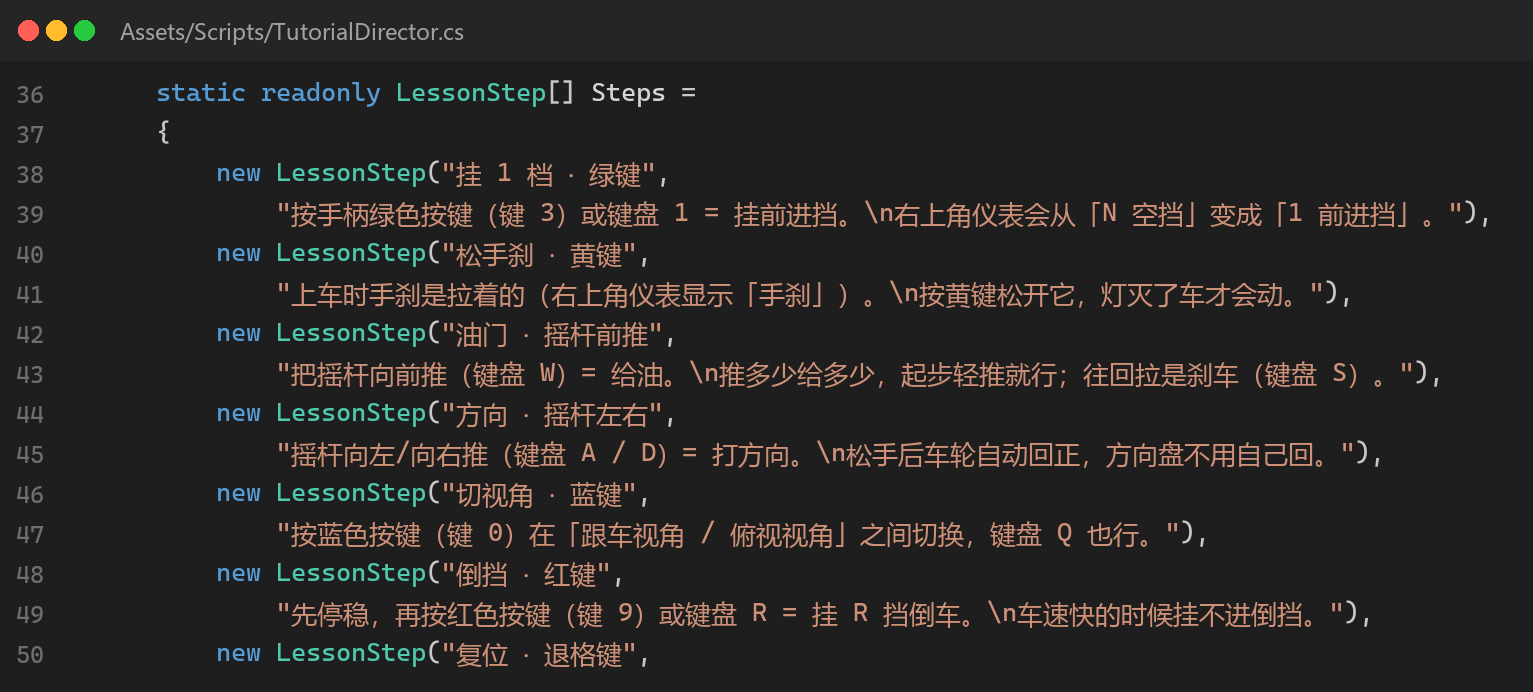 Assets/Scripts/TutorialDirector.cs
36 static readonly LessonStep[] Steps =
37 {
38 new LessonStep("挂 1 档 · 绿键",
39 "按手柄绿色按键（键 3）或键盘 1 = 挂前进挡。\n右上角仪表会从「N 空挡」变成「1 前进挡」。"),
40 new LessonStep("松手刹 · 黄键",
41 "上车时手刹是拉着的（右上角仪表显示「手刹」）。\n按黄键松开它，灯灭了车才会动。"),
42 new LessonStep("油门 · 摇杆前推",
43 "把摇杆向前推（键盘 W）= 给油。\n推多少给多少，起步轻推就行；往回拉是刹车（键盘 S）。"),
44 new LessonStep("方向 · 摇杆左右",
45 "摇杆向左/向右推（键盘 A / D）= 打方向。\n松手后车轮自动回正，方向盘不用自己回。"),
46 new LessonStep("切视角 · 蓝键",
47 "按蓝色按键（键 0）在「跟车视角 / 俯视视角」之间切换，键盘 Q 也行。"),
48 new LessonStep("倒挡 · 红键",
49 "先停稳，再按红色按键（键 9）或键盘 R = 挂 R 挡倒车。\n车速快的时候挂不进倒挡。"),
50 new LessonStep("复位 · 退格键",